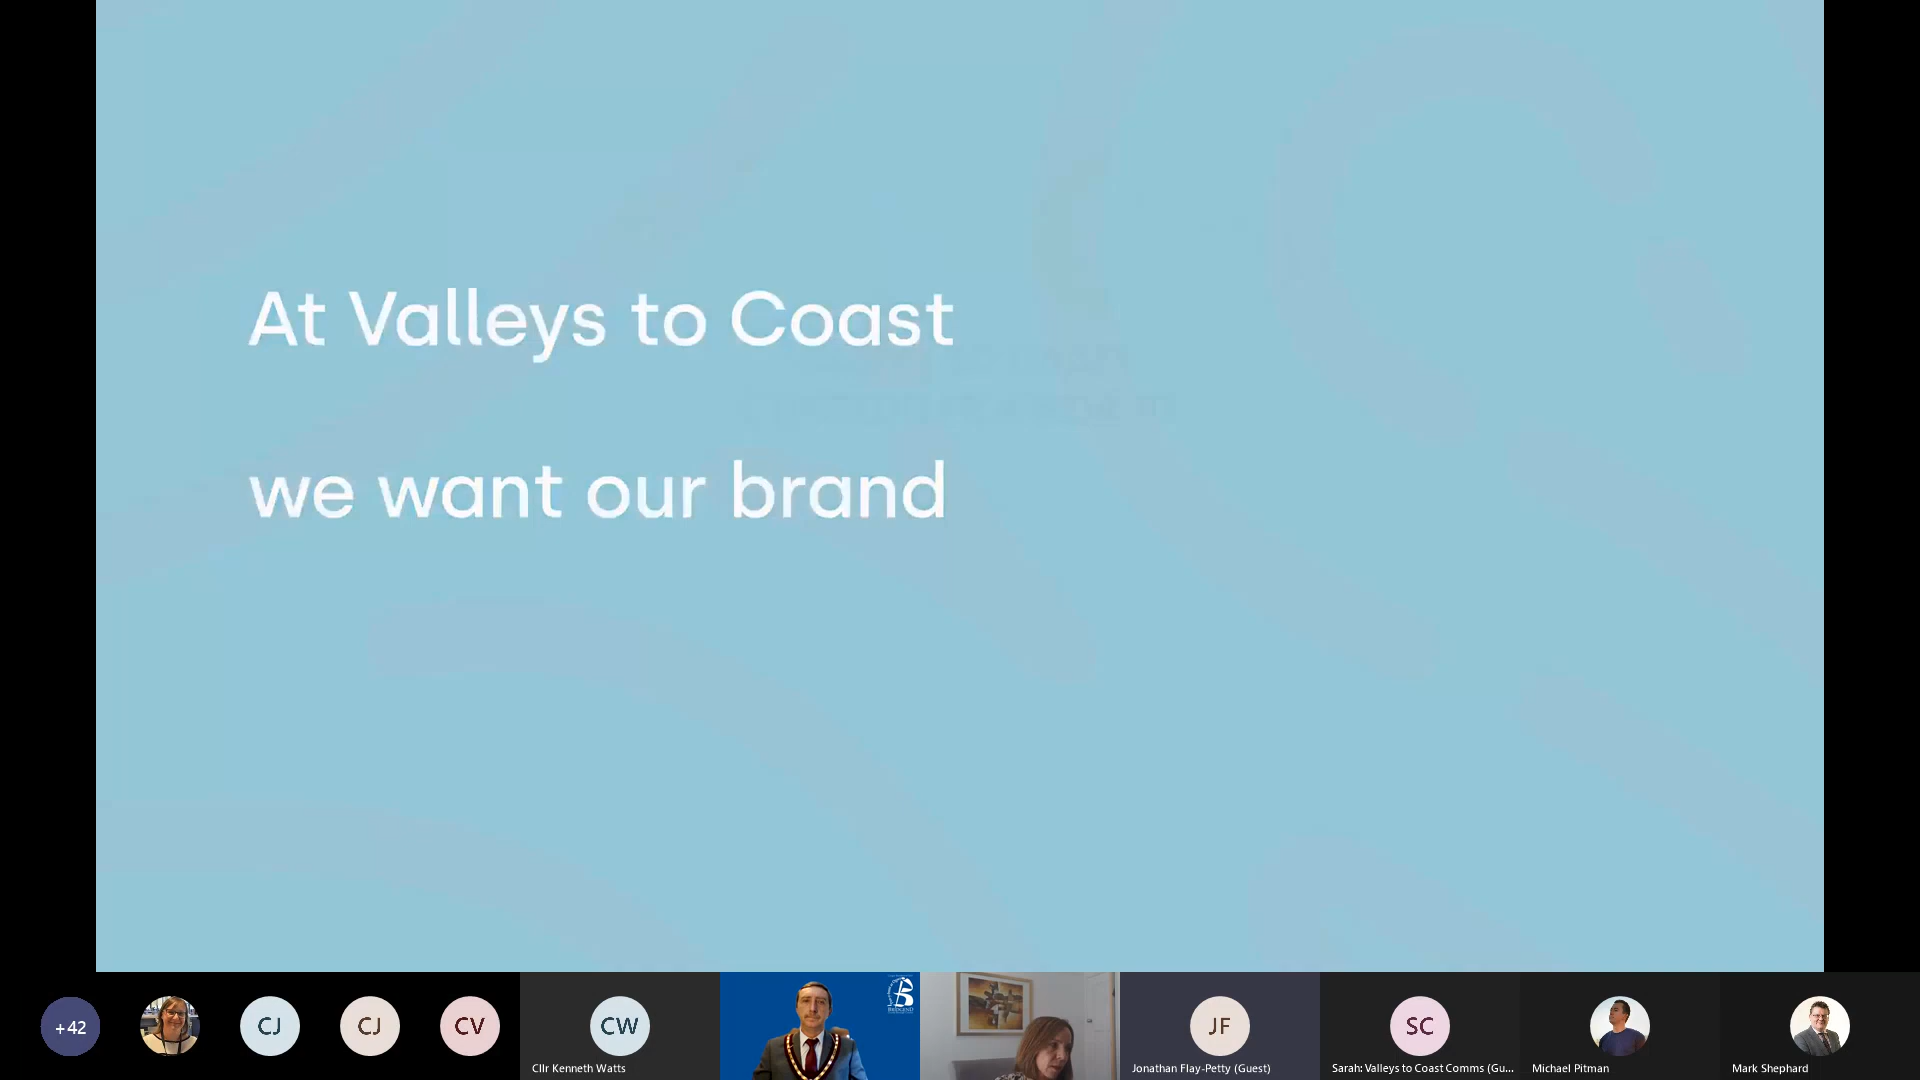 At Valleys to Coast
we want our brand
+42
CJ
CJ
CV
CW
Cllr Kenneth Watts
B
BRIDGEND
JF
Jonathan Flay-Petty (Guest)
SC
Sarah: Valleys to Coast Comms (Gu...
Michael Pitman
Mark Shephard